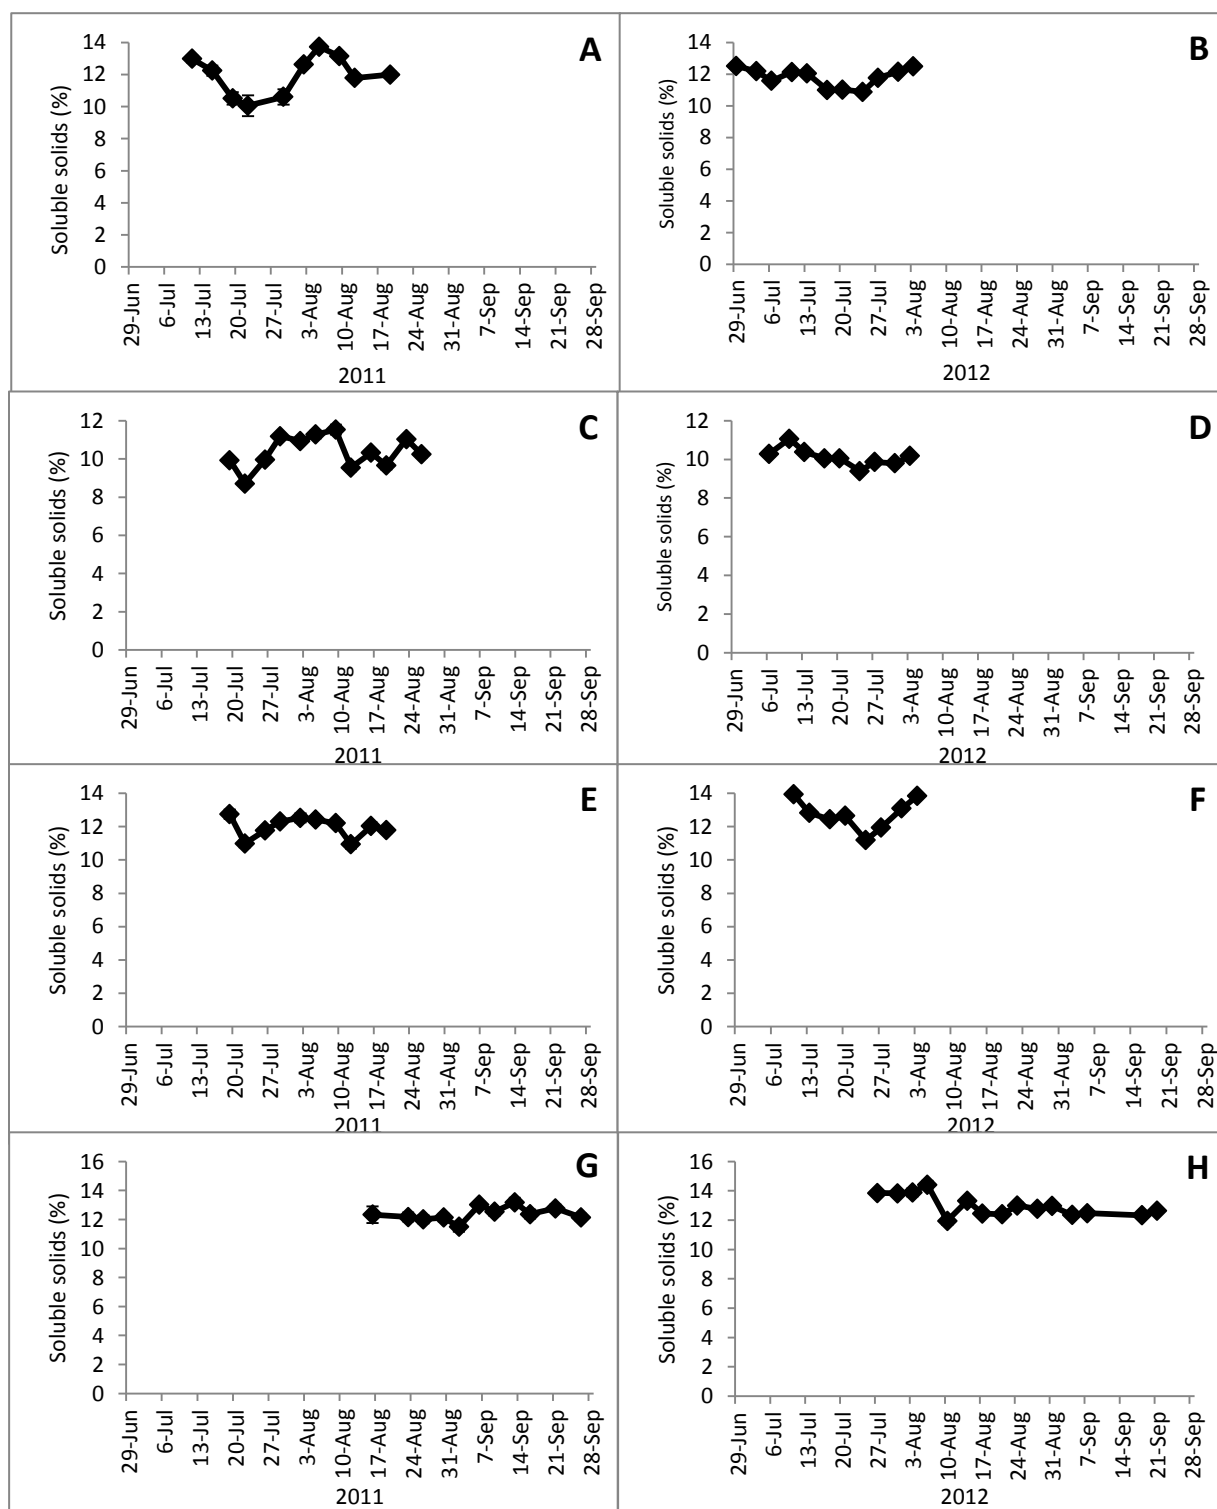 A
Soluble solids (%)
14
12
10
8
6
4
2
0
29-Jun
6-Jul
13-Jul
20-Jul
27-Jul
3-Aug
10-Aug
17-Aug
24-Aug
31-Aug
7-Sep
14-Sep
21-Sep
28-Sep
2011
B
Soluble solids (%)
14
12
10
8
6
4
2
0
29-Jun
6-Jul
13-Jul
20-Jul
27-Jul
3-Aug
10-Aug
17-Aug
24-Aug
31-Aug
7-Sep
14-Sep
21-Sep
28-Sep
2012
C
Soluble solids (%)
12
10
8
6
4
2
0
29-Jun
6-Jul
13-Jul
20-Jul
27-Jul
3-Aug
10-Aug
17-Aug
24-Aug
31-Aug
7-Sep
14-Sep
21-Sep
28-Sep
2011
D
Soluble solids (%)
12
10
8
6
4
2
0
29-Jun
6-Jul
13-Jul
20-Jul
27-Jul
3-Aug
10-Aug
17-Aug
24-Aug
31-Aug
7-Sep
14-Sep
21-Sep
28-Sep
2012
E
Soluble solids (%)
14
12
10
8
6
4
2
0
29-Jun
6-Jul
13-Jul
20-Jul
27-Jul
3-Aug
10-Aug
17-Aug
24-Aug
31-Aug
7-Sep
14-Sep
21-Sep
28-Sep
2011
F
Soluble solids (%)
14
12
10
8
6
4
2
0
29-Jun
6-Jul
13-Jul
20-Jul
27-Jul
3-Aug
10-Aug
17-Aug
24-Aug
31-Aug
7-Sep
14-Sep
21-Sep
28-Sep
2012
G
Soluble solids (%)
16
14
12
10
8
6
4
2
0
29-Jun
6-Jul
13-Jul
20-Jul
27-Jul
3-Aug
10-Aug
17-Aug
24-Aug
31-Aug
7-Sep
14-Sep
21-Sep
28-Sep
2011
H
Soluble solids (%)
16
14
12
10
8
6
4
2
0
29-Jun
6-Jul
13-Jul
20-Jul
27-Jul
3-Aug
10-Aug
17-Aug
24-Aug
31-Aug
7-Sep
14-Sep
21-Sep
28-Sep
2012